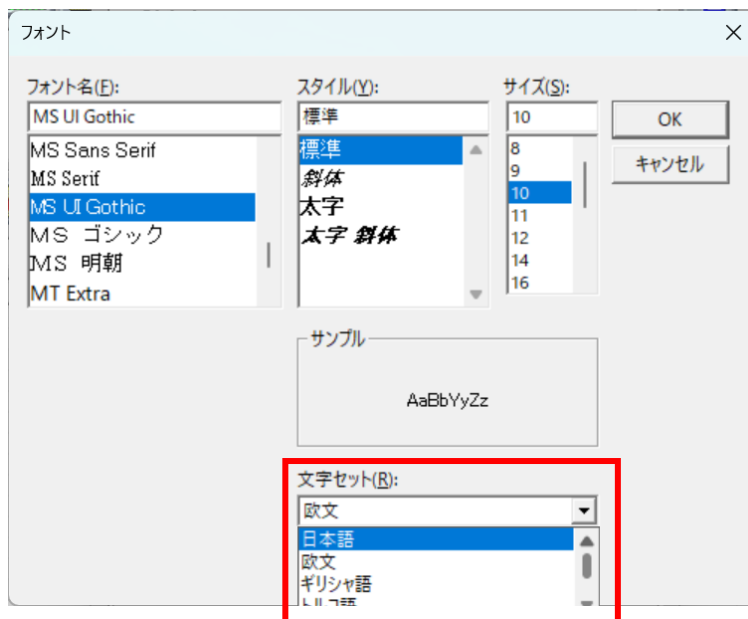 フォント
フォント名(F):
MS UI Gothic
MS Sans Serif
MS Serif
MS UI Gothic
MS ゴシック
MS 明朝
MT Extra
スタイル(Y):
標準
標準
斜体
太字
太字 斜体
サイズ(S):
10
8
9
10
11
12
14
16
OK
キャンセル
サンプル
AaBbYyZz
文字セット(R):
欧文
日本語
欧文
ギリシャ語
トルコ語